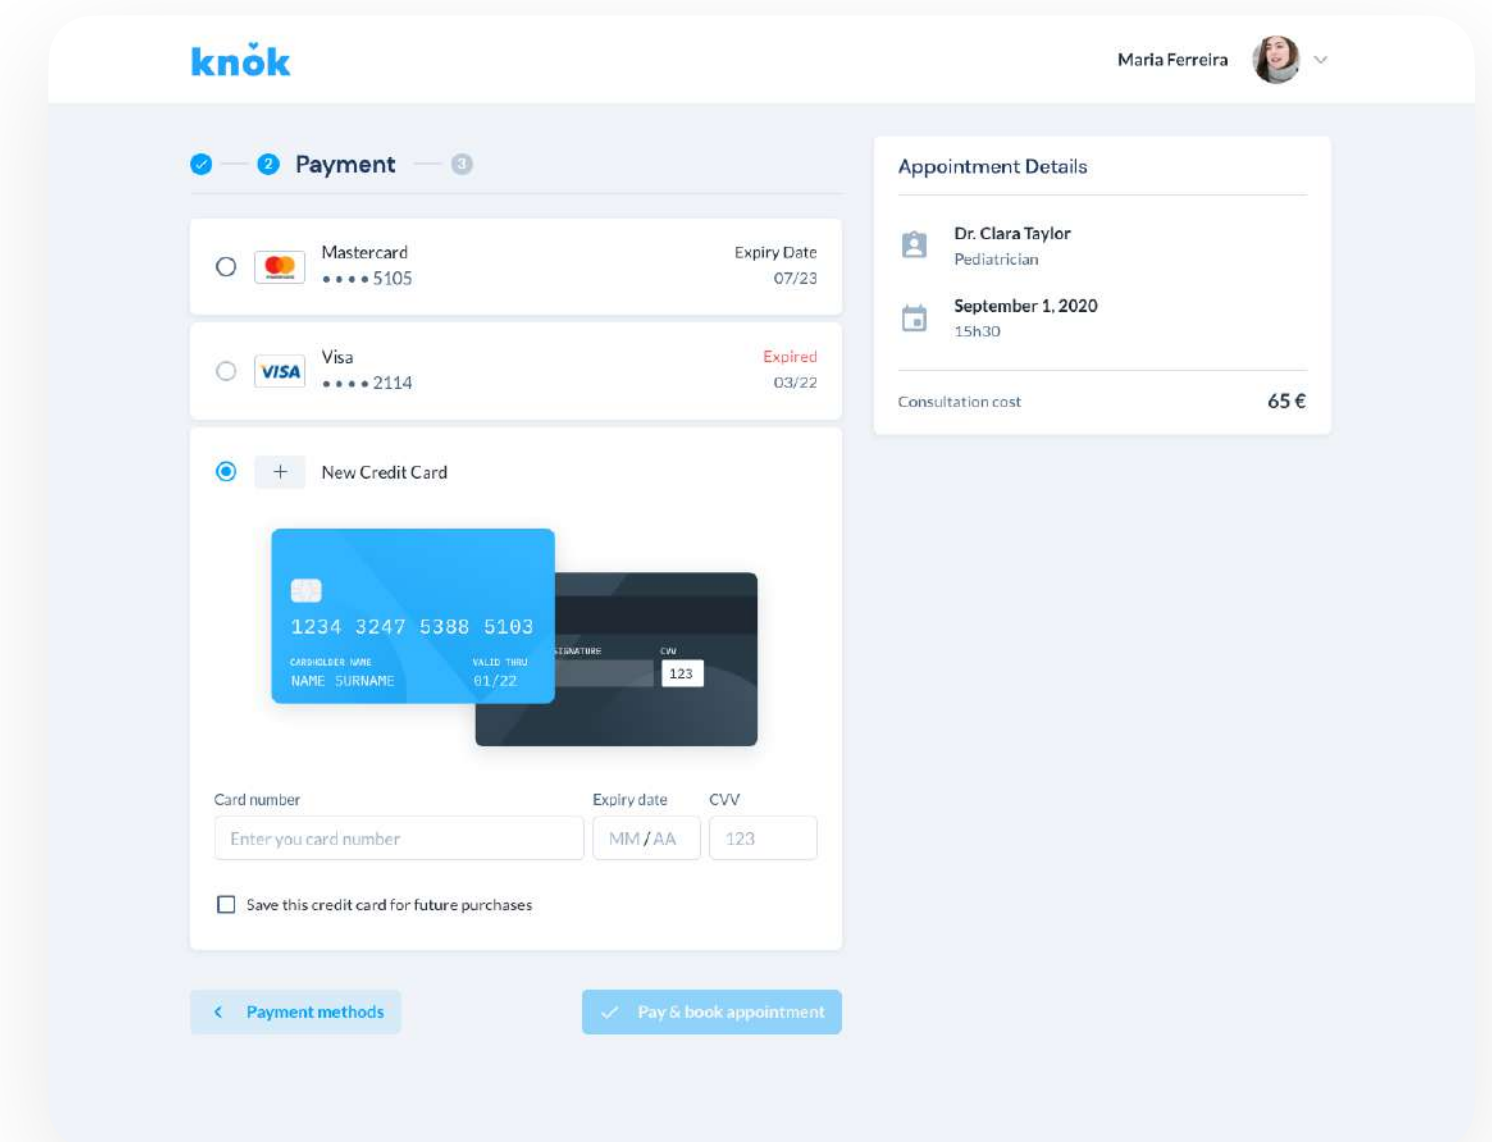 knok
Maria Ferreira
2 Payment 3
Mastercard
•••• 5105
Expiry Date
07/23
Visa
VISA
•••• 2114
Expired
03/22
+ New Credit Card
1234 3247 5388 5103
CARDHOLDER NAME
NAME SURNAME
VALID THRU
01/22
SIGNATURE
CVV
123
Card number
Enter you card number
Expiry date
MM / AA
CVV
123
Save this credit card for future purchases
Payment methods
Pay & book appointment
Appointment Details
Dr. Clara Taylor
Pediatrician
September 1, 2020
15h30
Consultation cost
65 €